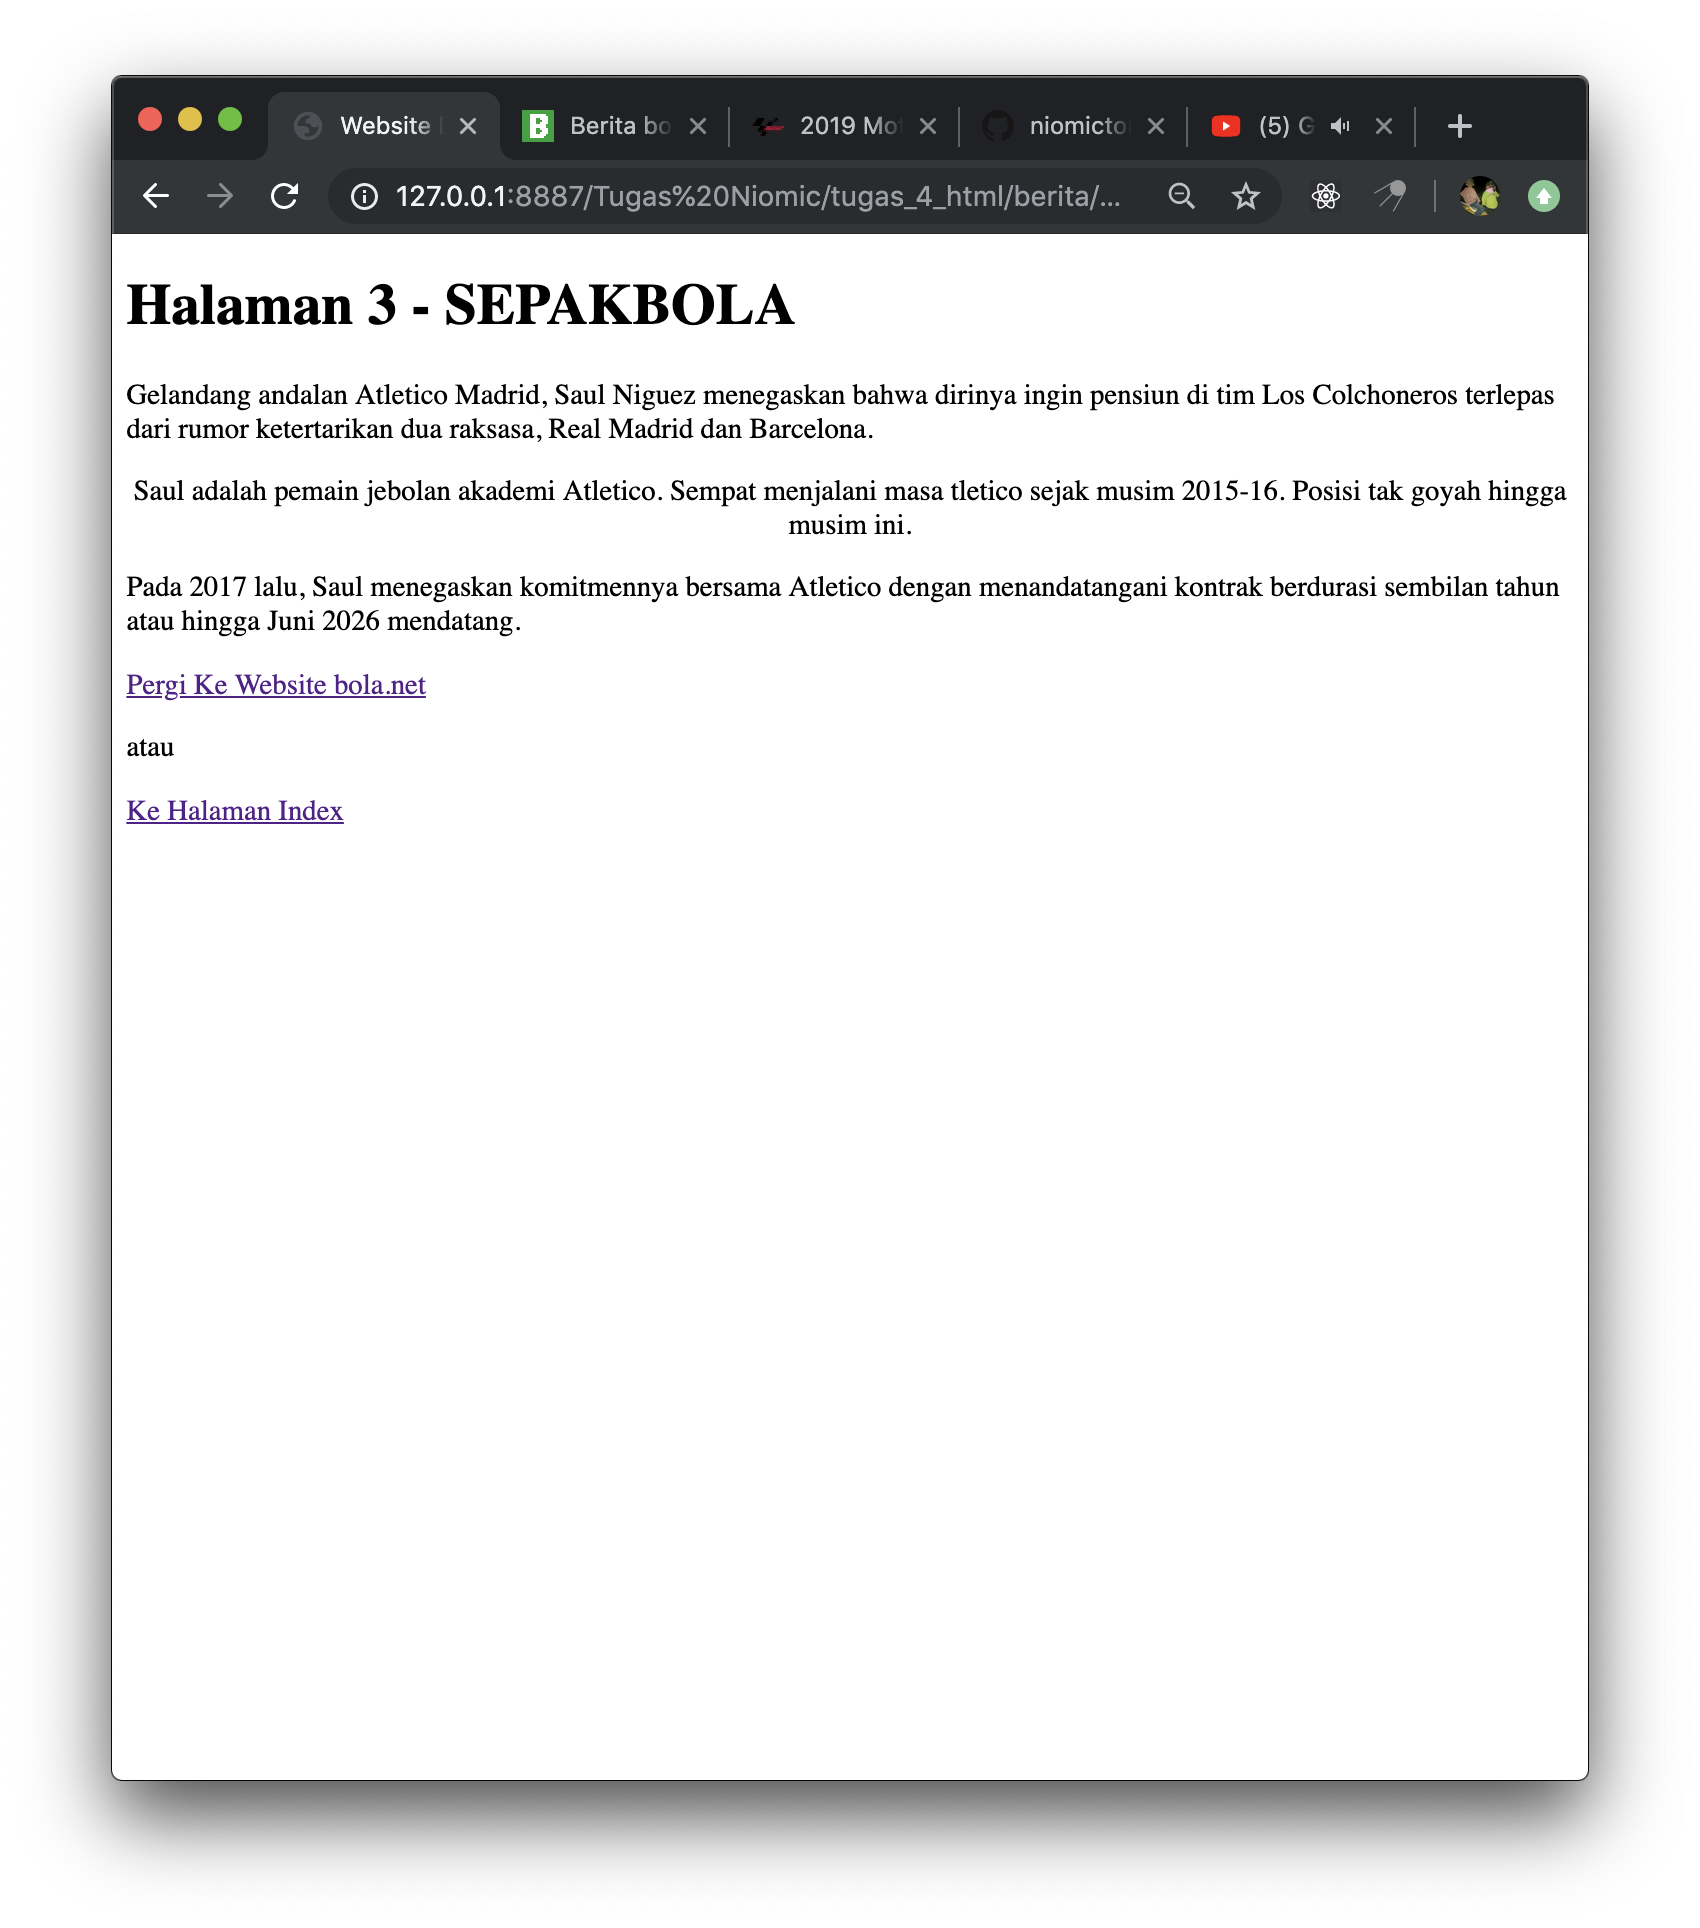 Website
Berita bo
2019 Mot
niomicto
(5) G
127.0.0.1:8887/Tugas%20Niomic/tugas_4_html/berita/...
Halaman 3 - SEPAKBOLA
Gelandang andalan Atletico Madrid, Saul Niguez menegaskan bahwa dirinya ingin pensiun di tim Los Colchoneros terlepas
dari rumor ketertarikan dua raksasa, Real Madrid dan Barcelona.
Saul adalah pemain jebolan akademi Atletico. Sempat menjalani masa tletico sejak musim 2015-16. Posisi tak goyah hingga
musim ini.
Pada 2017 lalu, Saul menegaskan komitmennya bersama Atletico dengan menandatangani kontrak berdurasi sembilan tahun
atau hingga Juni 2026 mendatang.
Pergi Ke Website bola.net
atau
Ke Halaman Index